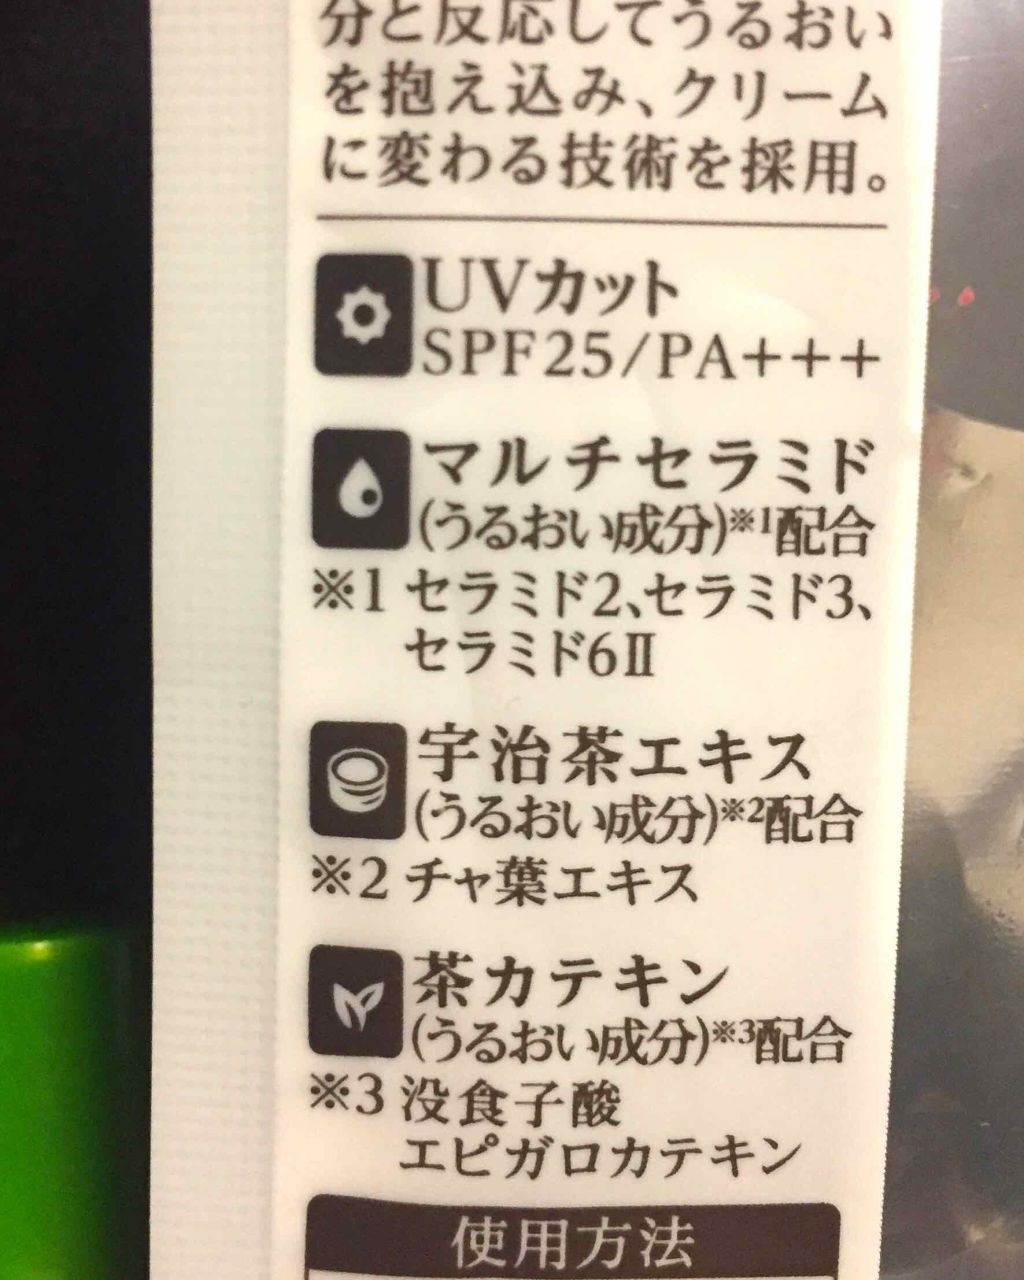 分と反応してうるおい
を抱え込み、クリーム
に変わる技術を採用。
UVカット
SPF25/PA+++
マルチセラミド
(うるおい成分)※1配合
※1 セラミド2、セラミド3、
セラミド6Ⅱ
宇治茶エキス
(うるおい成分)※2配合
※2 チャ葉エキス
茶カテキン
(うるおい成分)※3配合
※3 没食子酸
エピガロカテキン
使用方法